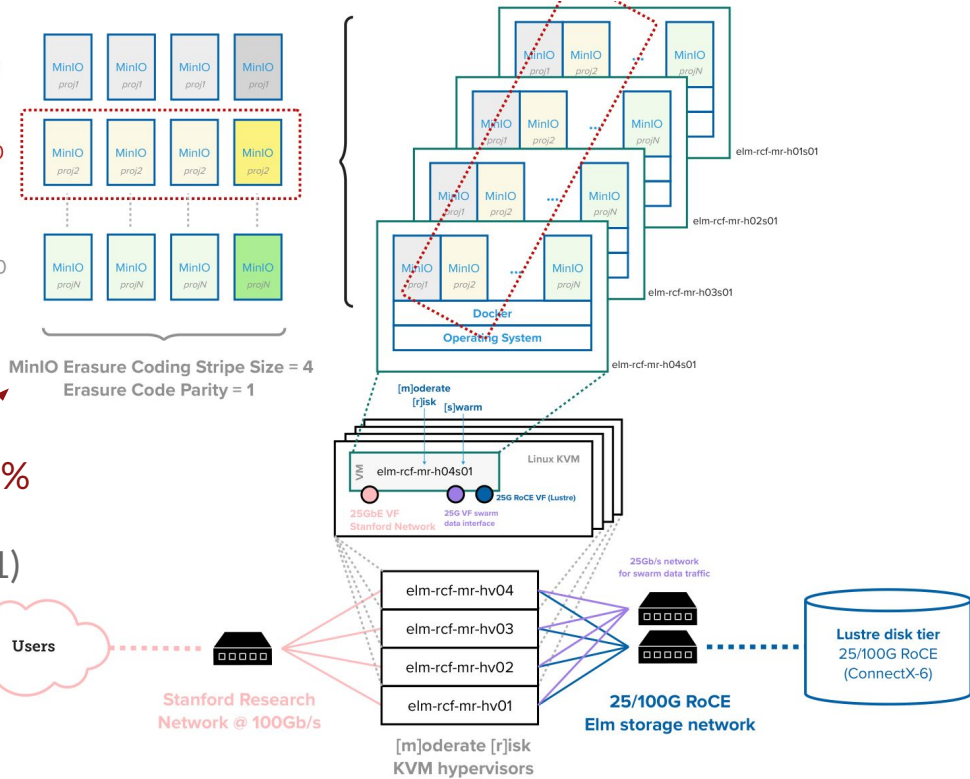 MinIO
proj1
MinIO
proj1
MinIO
proj1
MinIO
proj1
MinIO
proj2
MinIO
proj2
MinIO
proj2
MinIO
proj2
MinIO
projN
MinIO
projN
MinIO
projN
MinIO
projN
MinIO Erasure Coding Stripe Size = 4
Erasure Code Parity = 1
%
1)
MinIO
proj1
MinIO
proj2
...
MinIO
projN
elm-rcf-mr-h01s01
MinIO
proj1
MinIO
proj2
...
MinIO
projN
elm-rcf-mr-h02s01
MinIO
proj1
MinIO
proj2
...
MinIO
projN
elm-rcf-mr-h03s01
MinIO
proj1
MinIO
proj2
...
MinIO
projN
Docker
Operating System
elm-rcf-mr-h04s01
[m]oderate
[r]isk
[s]warm
Linux KVM
VM
elm-rcf-mr-h04s01
25G RoCE VF (Lustre)
25GbE VF
Stanford Network
25G VF swarm
data interface
Users
Stanford Research
Network @ 100Gb/s
elm-rcf-mr-hv04
elm-rcf-mr-hv03
elm-rcf-mr-hv02
elm-rcf-mr-hv01
[m]oderate [r]isk
KVM hypervisors
25Gb/s network
for swarm data traffic
25/100G RoCE
Elm storage network
Lustre disk tier
25/100G RoCE
(ConnectX-6)